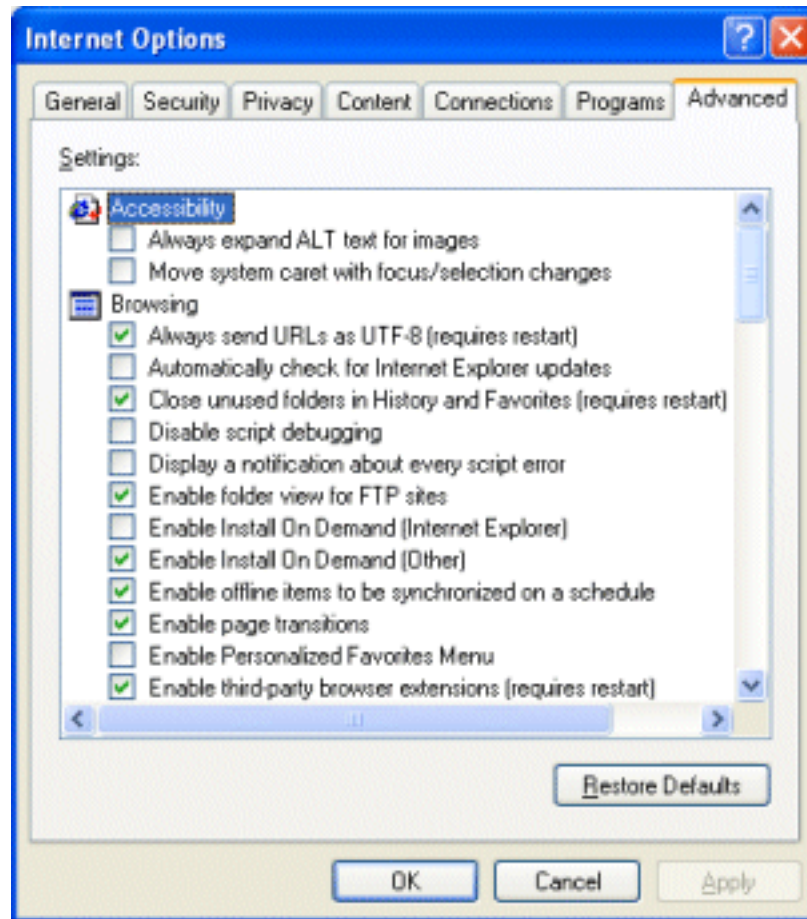 Internet Options
General Security Privacy Content Connections Programs Advanced
Settings:
Accessibility
Always expand ALT text for images
Move system caret with focus/selection changes
Browsing
Always send URLs as UTF-8 (requires restart)
Automatically check for Internet Explorer updates
Close unused folders in History and Favorites (requires restart)
Disable script debugging
Display a notification about every script error
Enable folder view for FTP sites
Enable Install On Demand (Internet Explorer)
Enable Install On Demand (Other)
Enable offline items to be synchronized on a schedule
Enable page transitions
Enable Personalized Favorites Menu
Enable third-party browser extensions (requires restart)
Restore Defaults
OK Cancel Apply